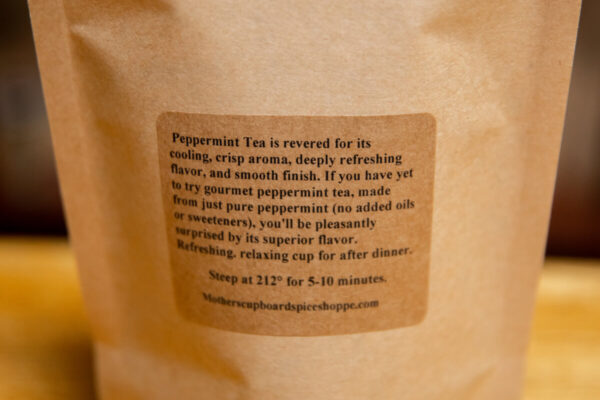 Peppermint Tea is revered for its
cooling, crisp aroma, deeply refreshing
flavor, and smooth finish. If you have yet
to try gourmet peppermint tea, made
from just pure peppermint (no added oils
or sweeteners), you'll be pleasantly
surprised by its superior flavor.
Refreshing. relaxing cup for after dinner.
Steep at 212° for 5-10 minutes.
Motherscupboardspiceshoppe.com